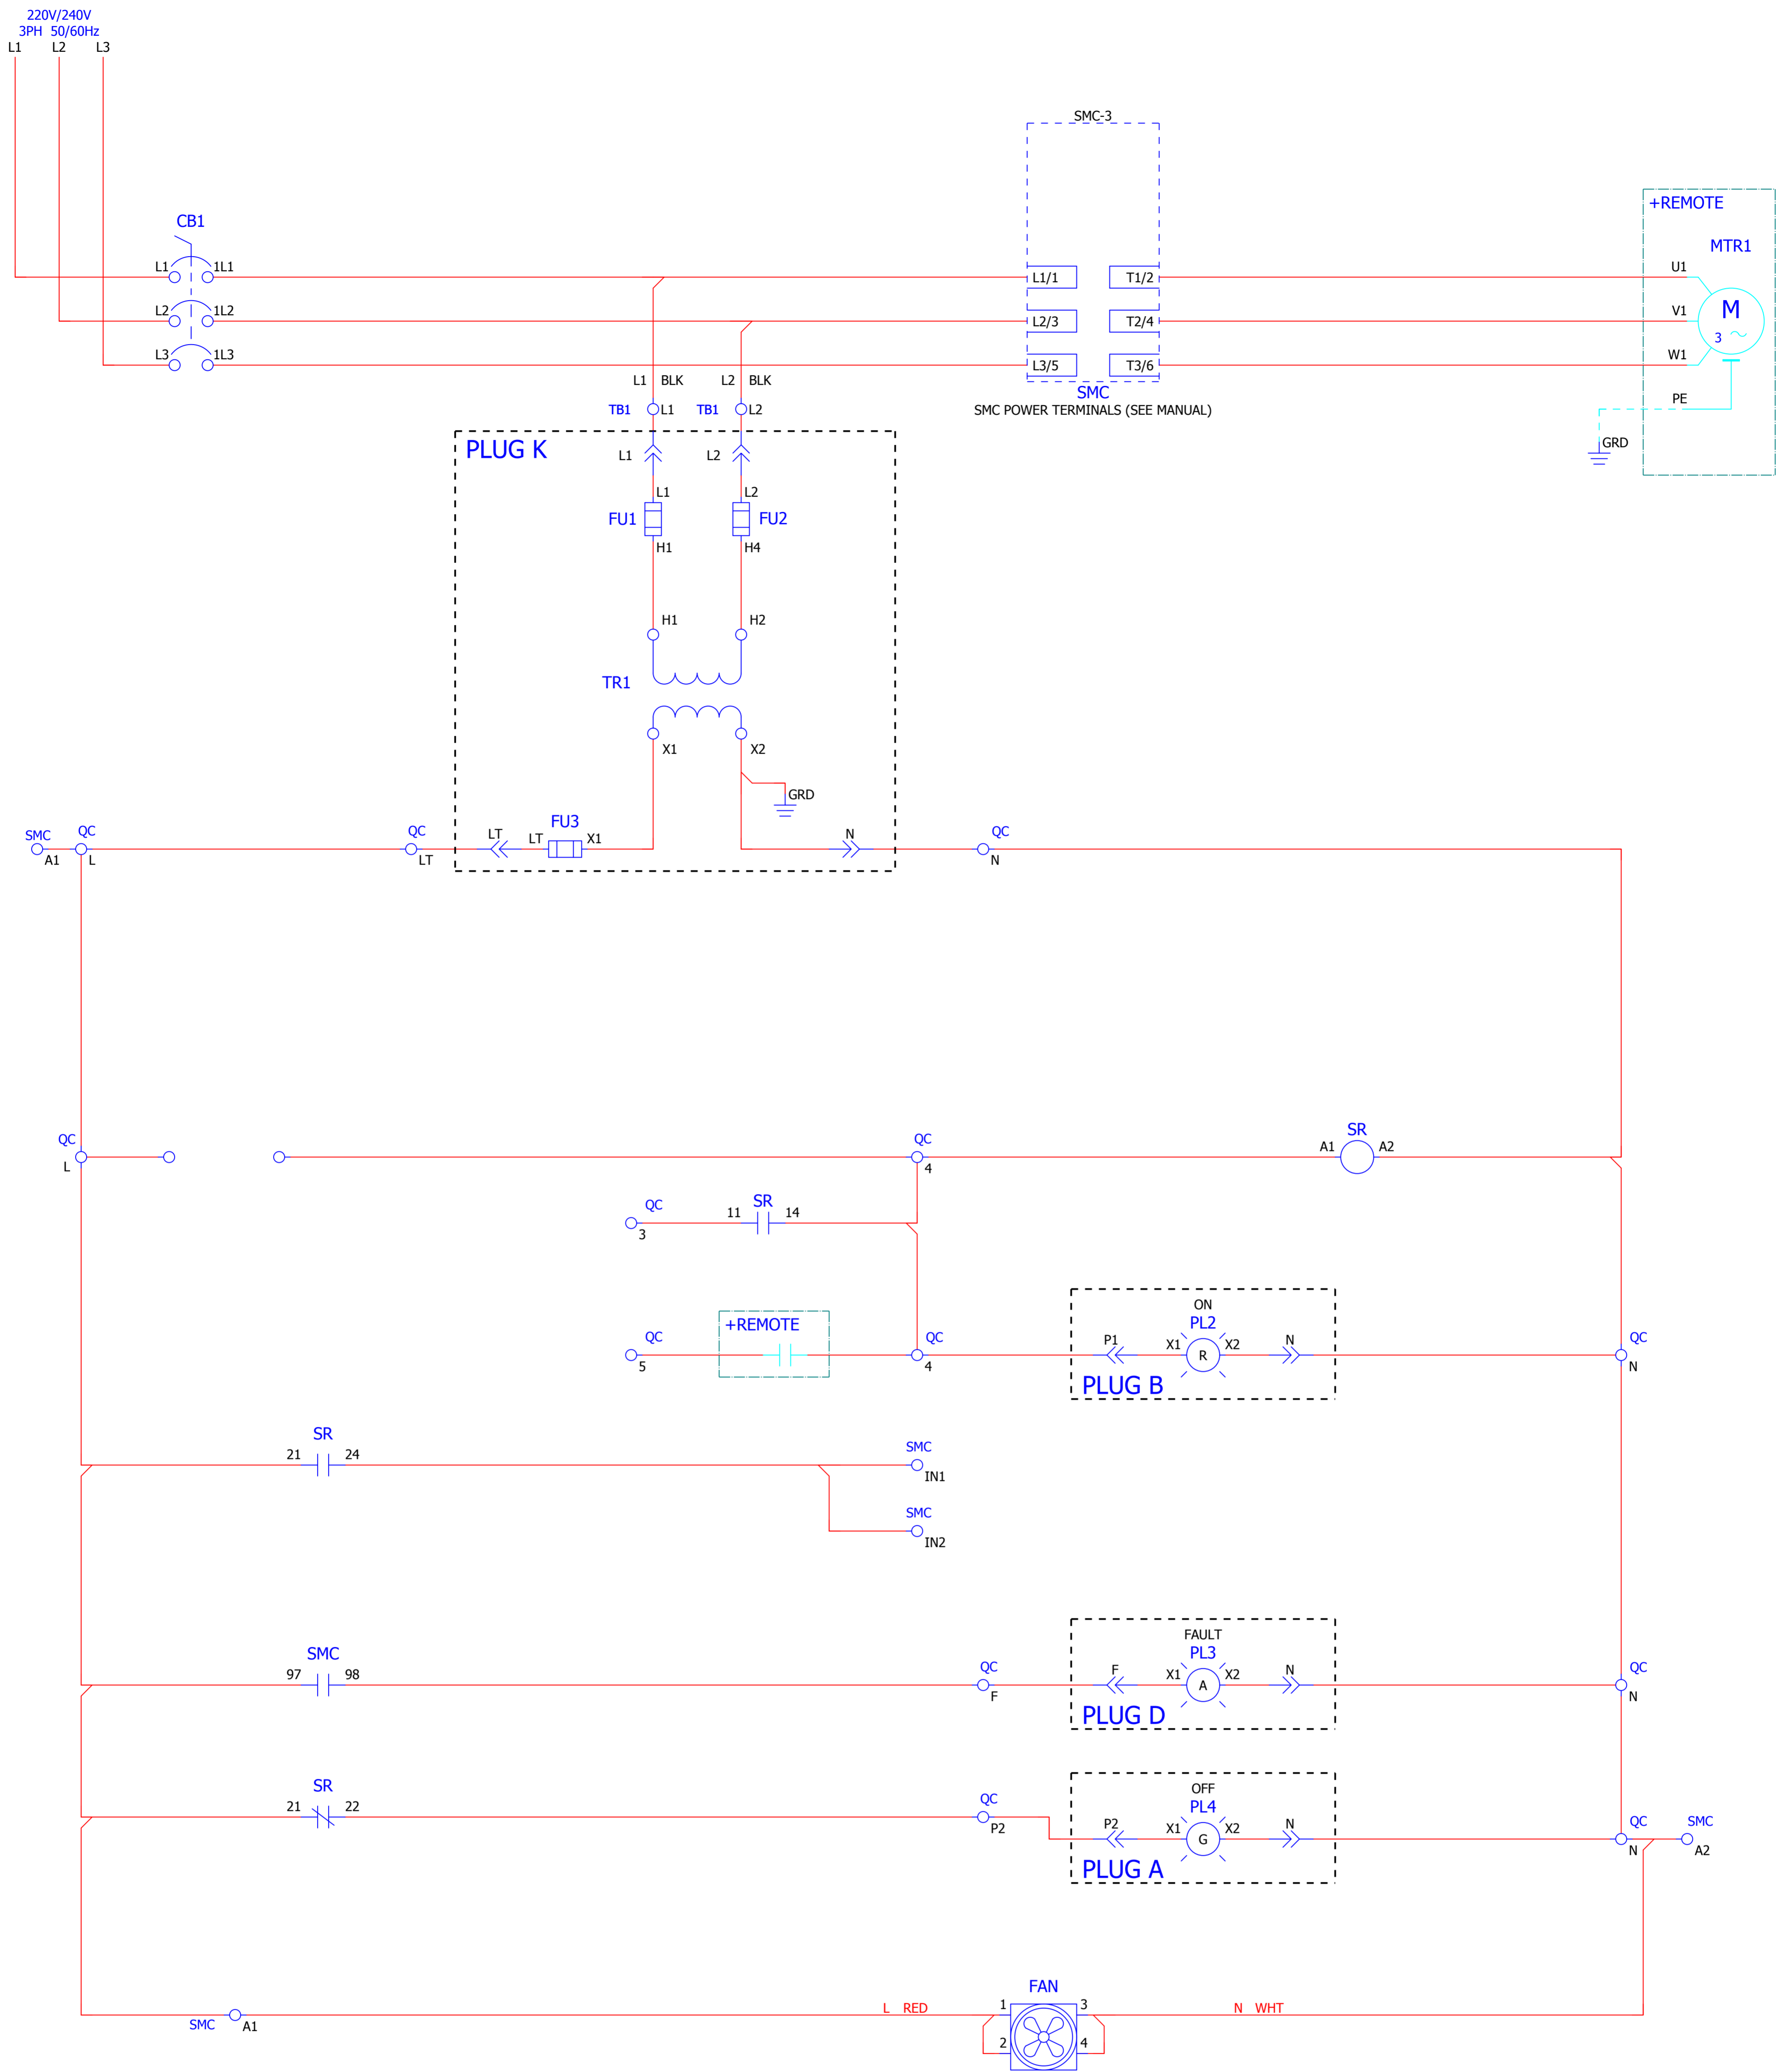 220V/240V
3PH 50/60Hz
L1 L2 L3
SMC-3
+REMOTE
MTR1
CB1
L1 1L1
L1/1 T1/2
U1
L2 1L2
L2/3 T2/4
V1
M
3
L3 1L3
L3/5 T3/6
W1
L1 BLK L2 BLK
SMC
SMC POWER TERMINALS (SEE MANUAL)
PE
TB1 L1 TB1 L2
GRD
PLUG K
L1 L2
L1 L2
FU1 FU2
H1 H4
H1 H2
TR1
X1 X2
GRD
SMC QC QC
LT FU3
LT X1
N QC
A1 L LT N
QC
L
QC
4
SR
A1 A2
QC SR
11 14
3
ON
PL2
QC +REMOTE QC
P1 X1 R X2 N
QC
5 4 N
PLUG B
SR
21 24
SMC
IN1
SMC
IN2
FAULT
PL3
SMC
97 98
QC
F
F X1 A X2 N
QC
N
PLUG D
OFF
PL4
SR
21 22
QC
P2
P2 X1 G X2 N
QC SMC
N A2
PLUG A
FAN
SMC A1
L RED
1 3
2 4
N WHT